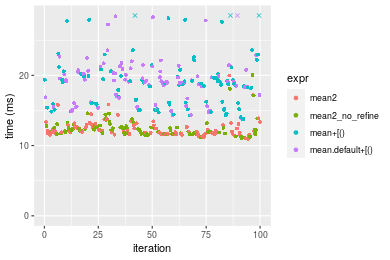 time (ms)
20
10
0
0
25
50
75
100
iteration
expr
mean2
mean2_no_refine
mean+[()
mean.default+[()